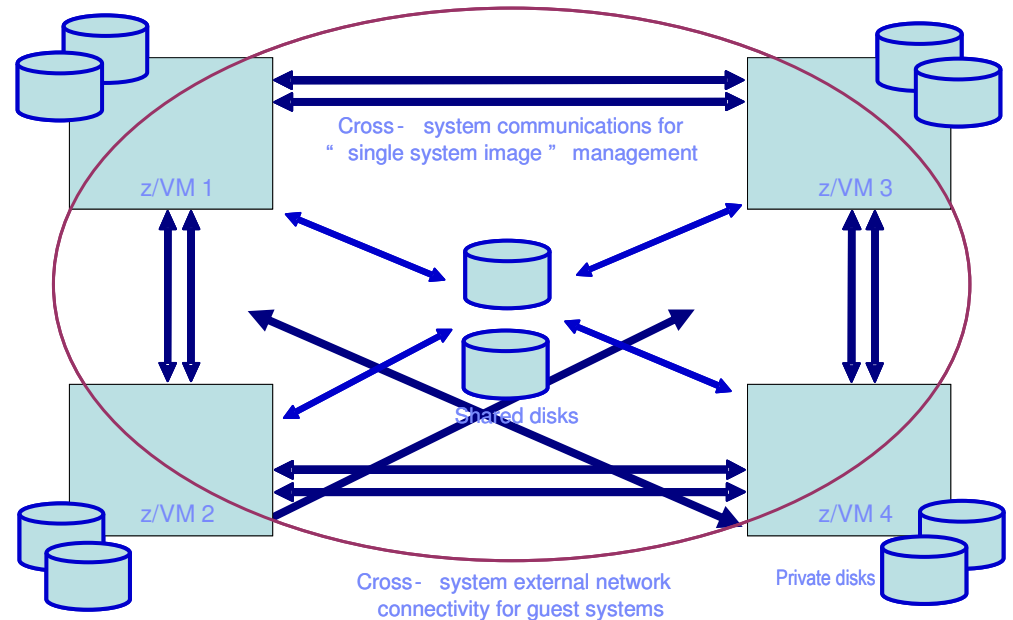 Cross- system communications for
“ single system image ” management
z/VM 1
z/VM 3
Shared disks
z/VM 2
z/VM 4
Cross- system external network
connectivity for guest systems
Private disks